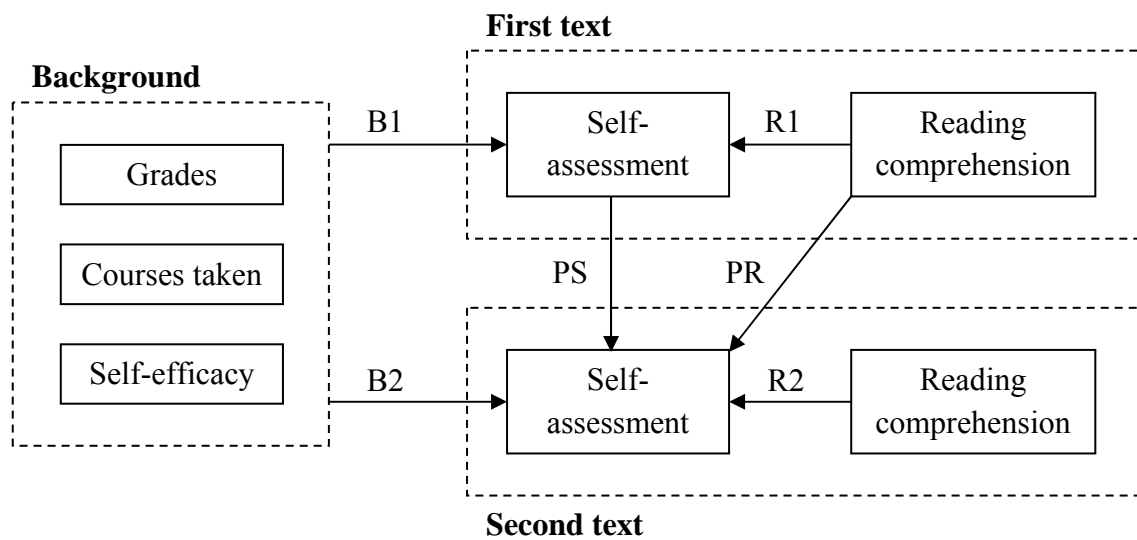 First text
Background
B1
Self-
assessment
R1
Reading
comprehension
Grades
Courses taken
Self-efficacy
PS
PR
B2
Self-
assessment
R2
Reading
comprehension
Second text